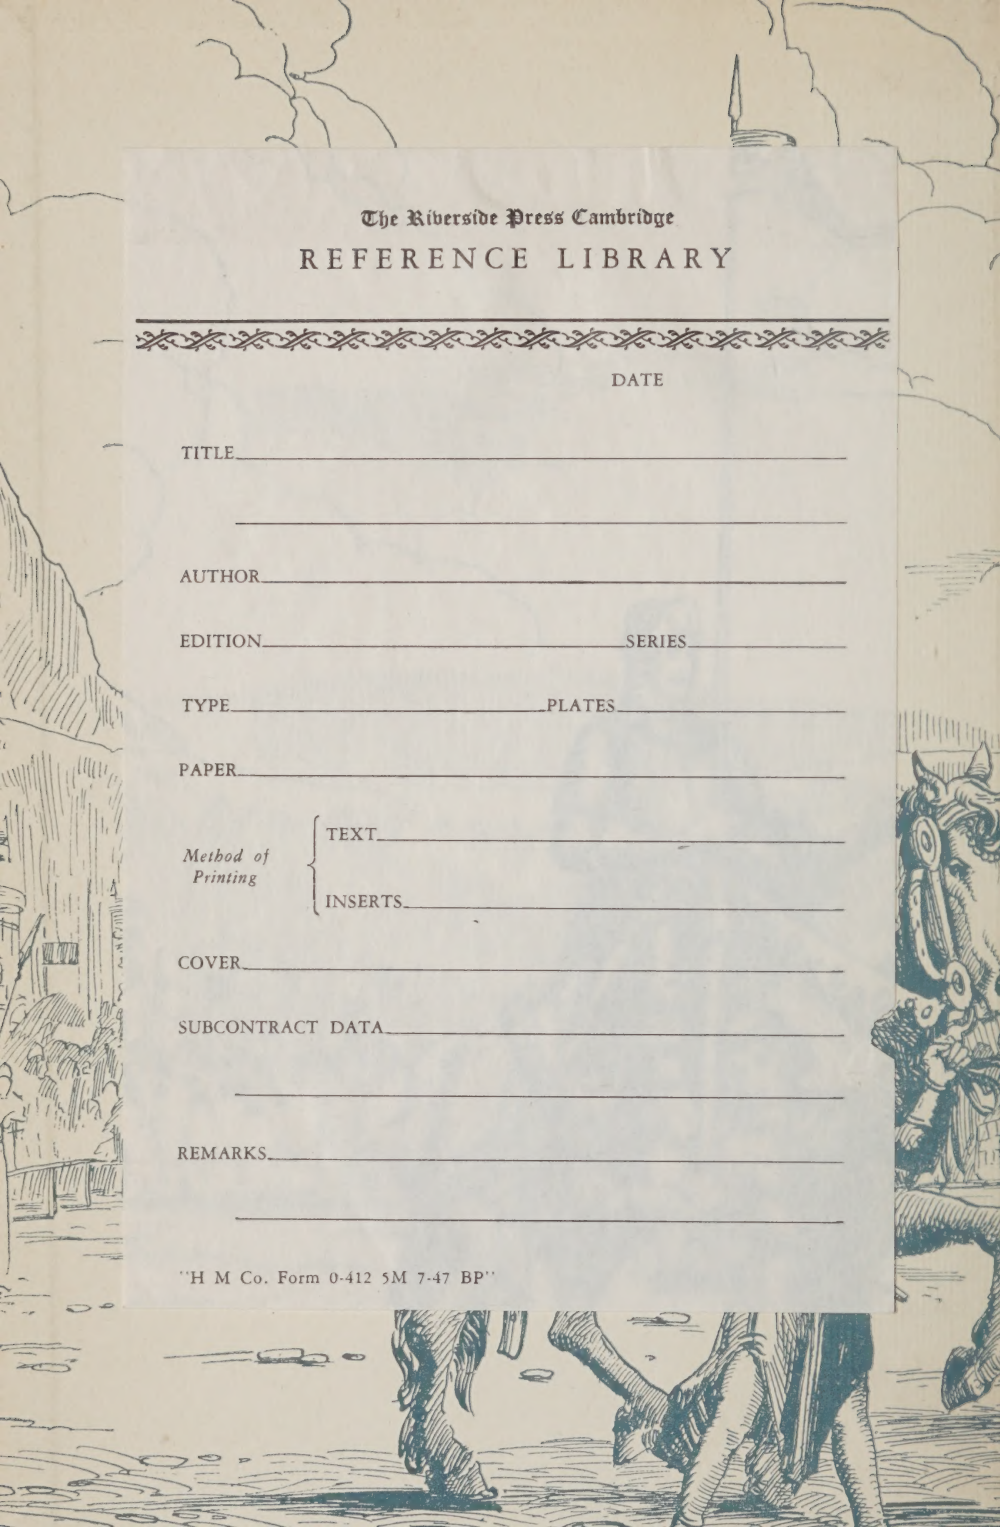 The Riverside Press Cambridge
REFERENCE LIBRARY
DATE
TITLE
AUTHOR
EDITION SERIES
TYPE PLATES
PAPER
Method of
Printing
TEXT
INSERTS
COVER
SUBCONTRACT DATA
REMARKS
"H M Co. Form 0-412 5M 7-47 BP"